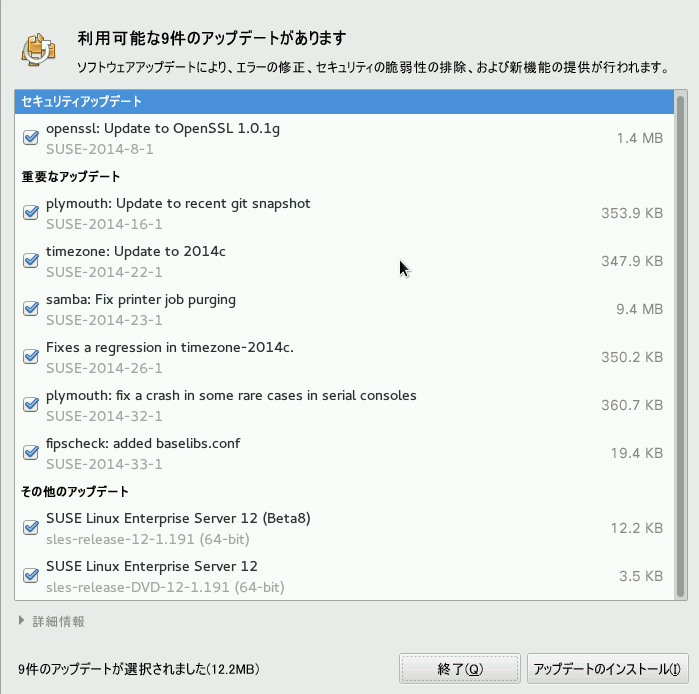 利用可能な9件のアップデートがあります
ソフトウェアアップデートにより、エラーの修正、セキュリティの脆弱性の排除、および新機能の提供が行われます。
セキュリティアップデート
openssl: Update to OpenSSL 1.0.1g
SUSE-2014-8-1
1.4 MB
重要なアップデート
plymouth: Update to recent git snapshot
SUSE-2014-16-1
353.9 KB
timezone: Update to 2014c
SUSE-2014-22-1
347.9 KB
samba: Fix printer job purging
SUSE-2014-23-1
9.4 MB
Fixes a regression in timezone-2014c.
SUSE-2014-26-1
350.2 KB
plymouth: fix a crash in some rare cases in serial consoles
SUSE-2014-32-1
360.7 KB
fipscheck: added baselibs.conf
SUSE-2014-33-1
19.4 KB
その他のアップデート
SUSE Linux Enterprise Server 12 (Beta8)
sles-release-12-1.191 (64-bit)
12.2 KB
SUSE Linux Enterprise Server 12
sles-release-DVD-12-1.191 (64-bit)
3.5 KB
詳細情報
9件のアップデートが選択されました(12.2MB)
終了(Q)
アップデートのインストール(I)